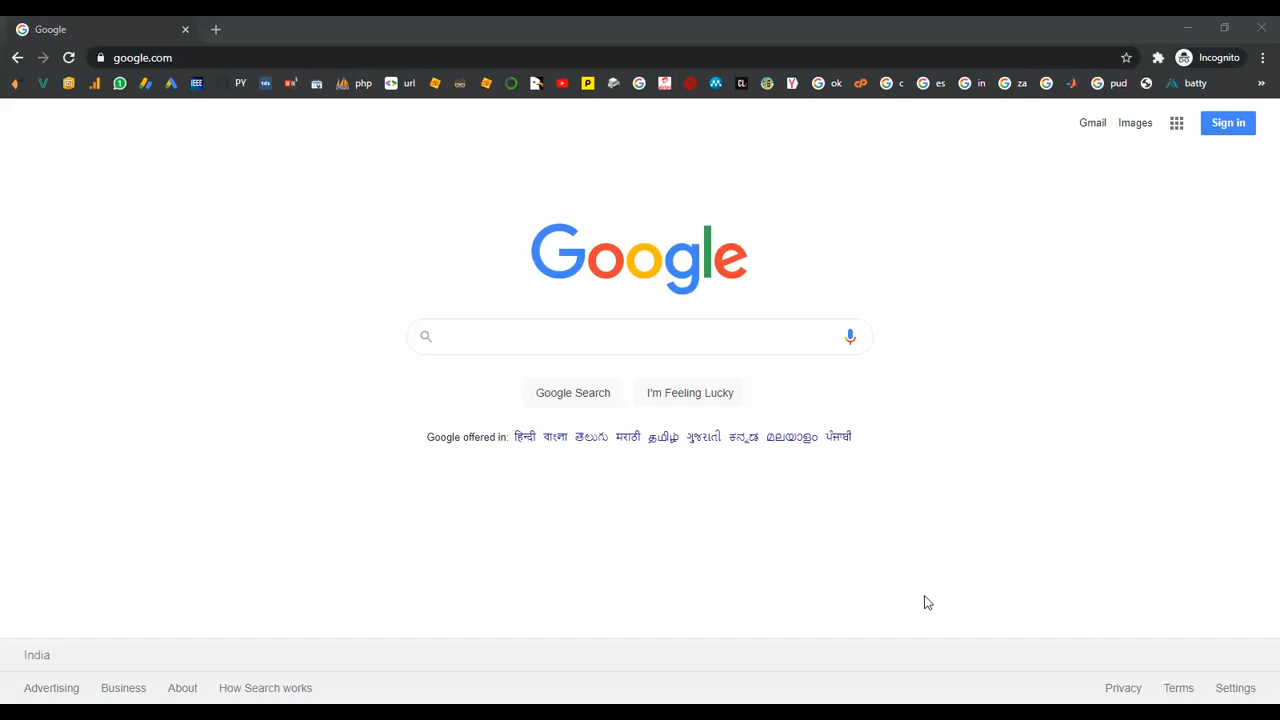 Google
google.com
Incognito
PY
php
url
ok
c
es
in
za
pud
batty
Gmail Images Sign in
Google
Google Search I'm Feeling Lucky
Google offered in: हिन्दी বাংলা తెలుగు मराठी தமிழ் ગુજરાતી ಕನ್ನಡ മലയാളം ਪੰਜਾਬੀ
India
Advertising Business About How Search works Privacy Terms Settings